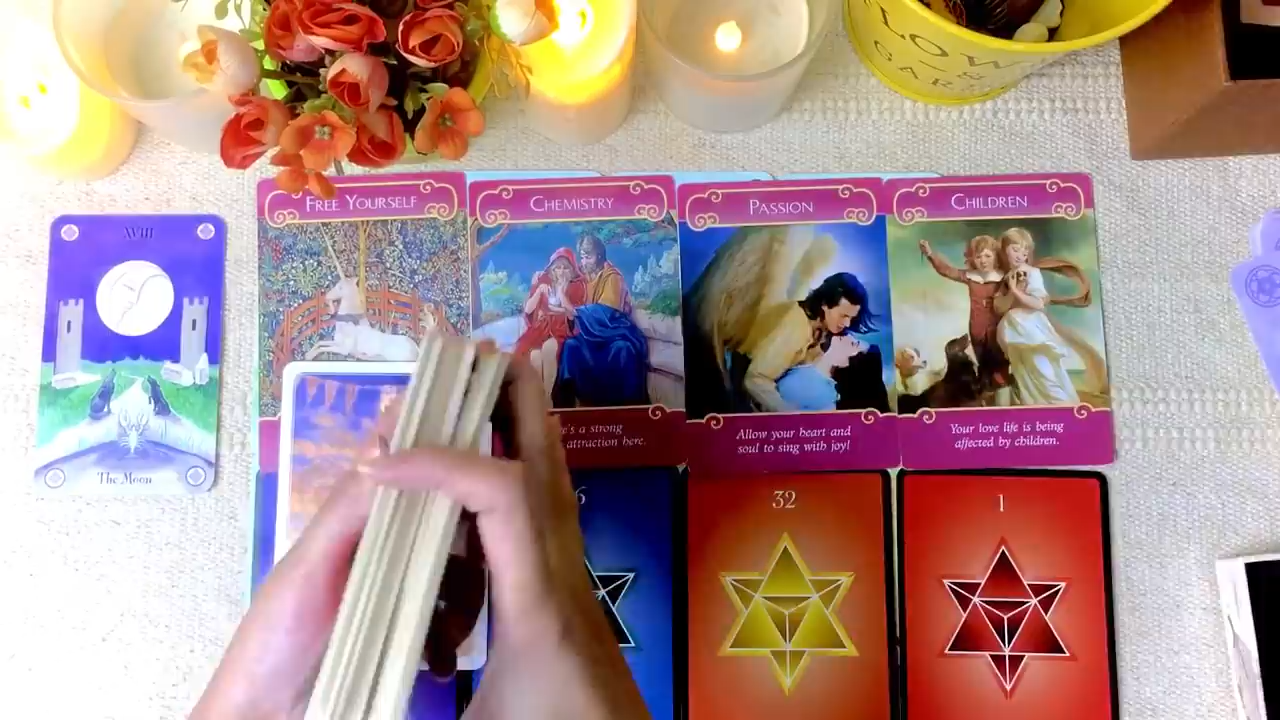 FREE YOURSELF
CHEMISTRY
PASSION
CHILDREN
XVIII
The Moon
a strong
attraction here.
Allow your heart and
soul to sing with joy!
Your love life is being
affected by children.
6
32
1